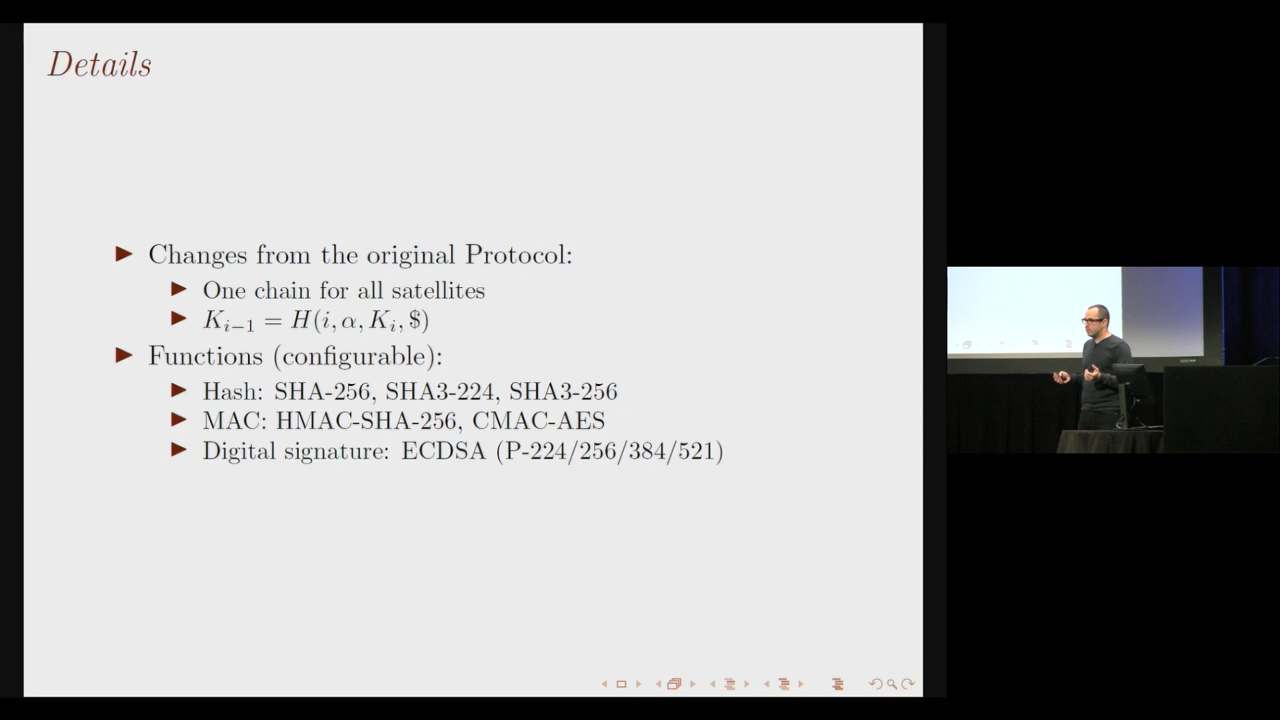 Details
Changes from the original Protocol:
One chain for all satellites
K_{i−1} = H(i, α, K_i, $)
Functions (configurable):
Hash: SHA-256, SHA3-224, SHA3-256
MAC: HMAC-SHA-256, CMAC-AES
Digital signature: ECDSA (P-224/256/384/521)